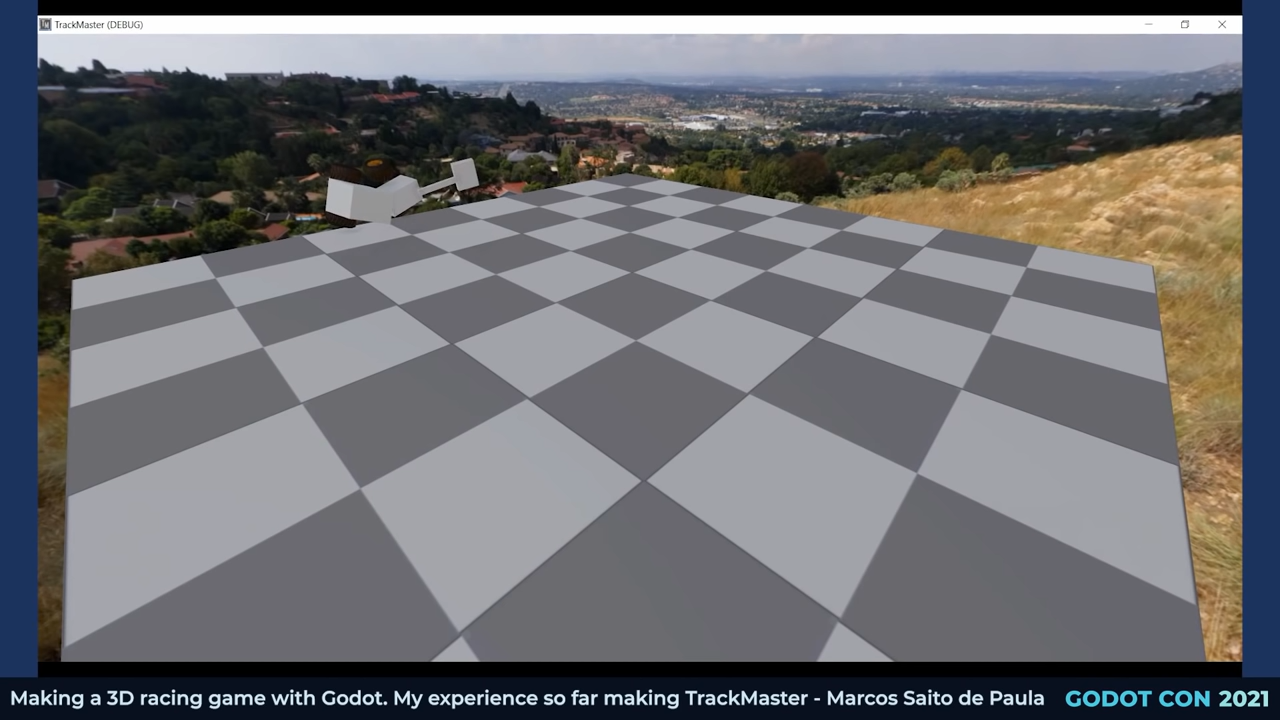 TrackMaster (DEBUG)
Making a 3D racing game with Godot. My experience so far making TrackMaster - Marcos Saito de Paula
GODOT CON 2021